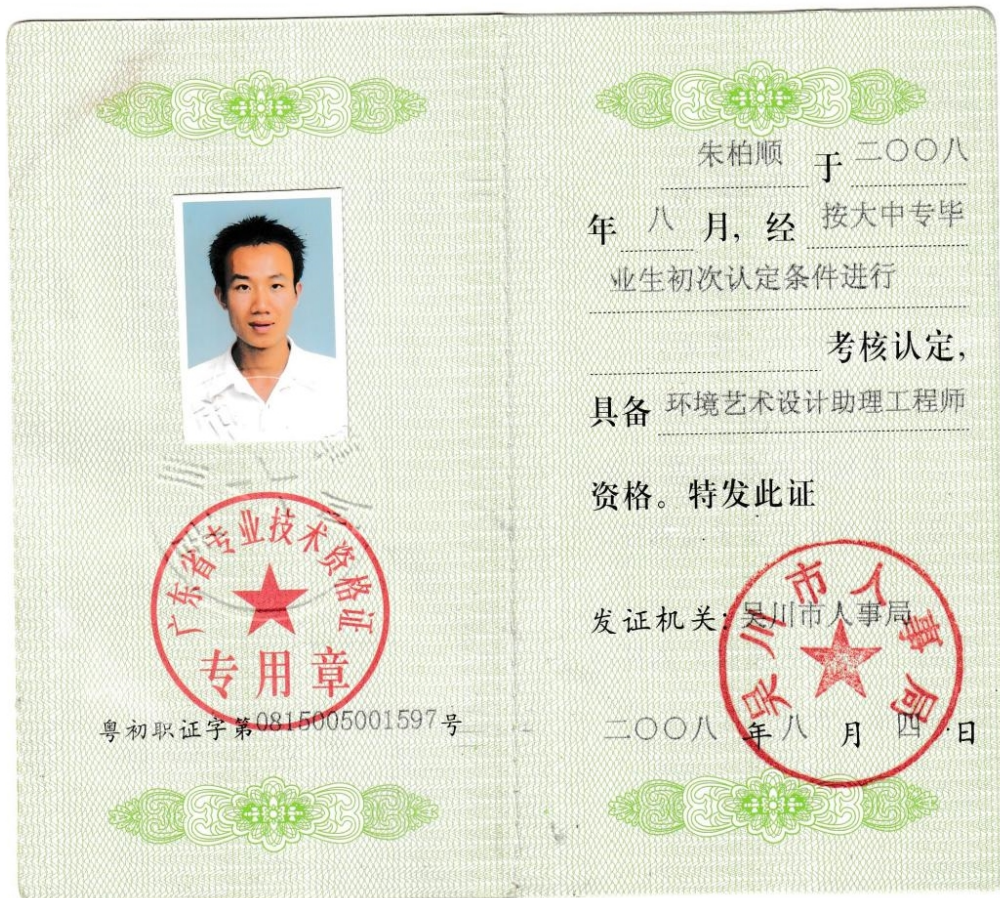 广东省专业技术资格证
专用章
粤初职证字第0815005001597号
朱柏顺 于 二〇〇八
年 八 月, 经 按大中专毕
业生初次认定条件进行
考核认定,
具备 环境艺术设计助理工程师
资格。特发此证
发证机关: 吴川市人事局
吴川市人事局
二〇〇八 年 八 月 四 日